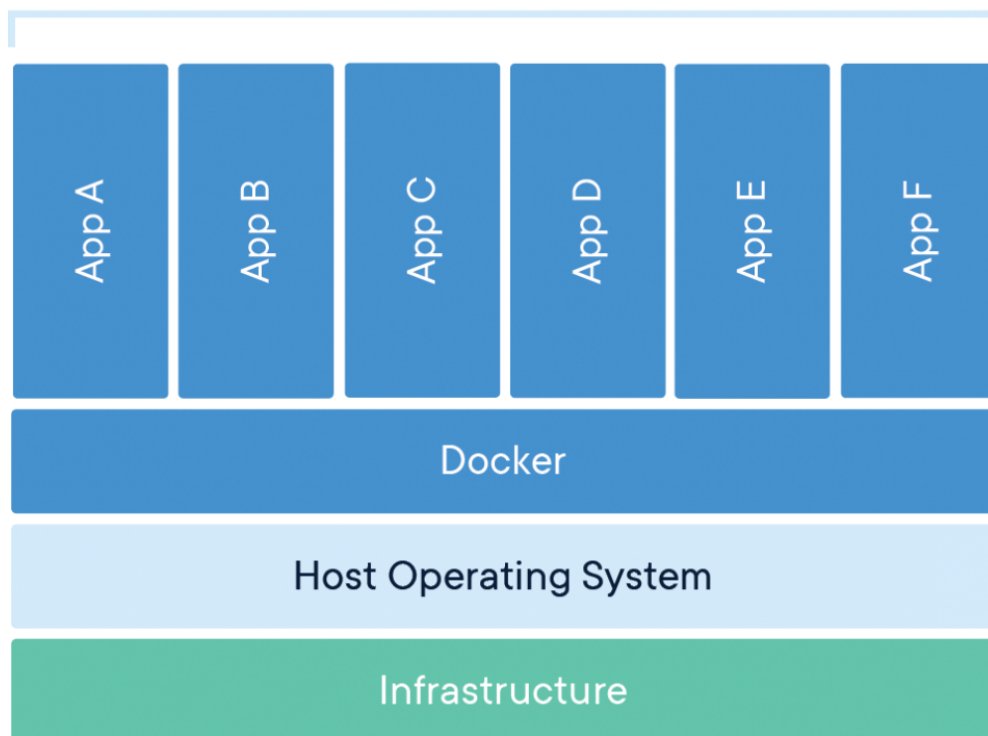 App A
App B
App C
App D
App E
App F
Docker
Host Operating System
Infrastructure